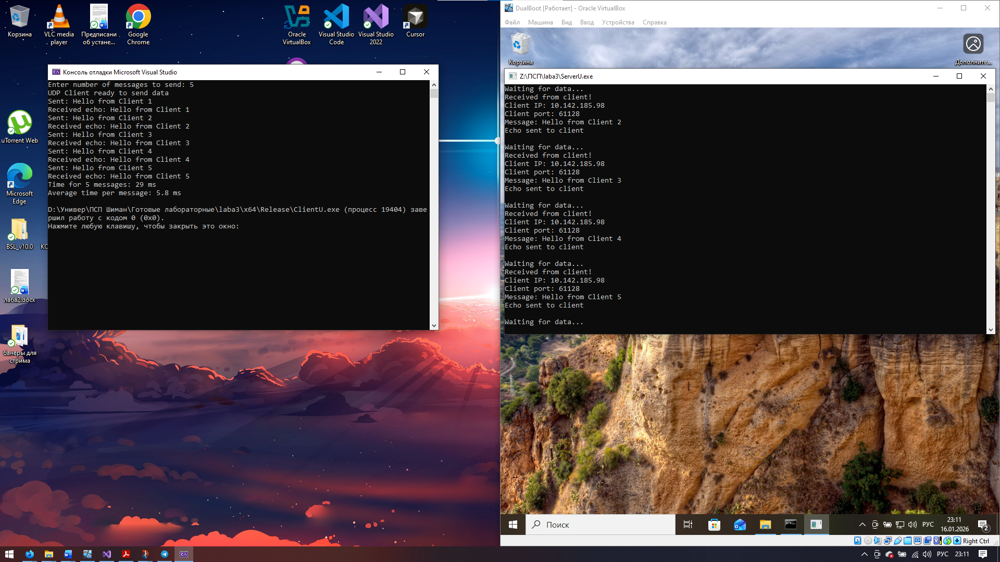 Корзина
VLC media
player
Предписани
об устане...
Google
Chrome
Oracle
VirtualBox
Visual Studio
Code
Visual Studio
2022
Cursor
uTorrent Web
Microsoft
Edge
BSL_v10.0
КС
лаба2.docx
банеры для
стрима
Консоль отладки Microsoft Visual Studio
Enter number of messages to send: 5
UDP Client ready to send data
Sent: Hello from Client 1
Received echo: Hello from Client 1
Sent: Hello from Client 2
Received echo: Hello from Client 2
Sent: Hello from Client 3
Received echo: Hello from Client 3
Sent: Hello from Client 4
Received echo: Hello from Client 4
Sent: Hello from Client 5
Received echo: Hello from Client 5
Time for 5 messages: 29 ms
Average time per message: 5.8 ms
D:\Универ\ПСП Шиман\Готовые лабораторные\laba3\x64\Release\ClientU.exe (процесс 19404) заве
ршил работу с кодом 0 (0x0).
Нажмите любую клавишу, чтобы закрыть это окно:
DualBoot [Работает] - Oracle VirtualBox
Файл Машина Вид Ввод Устройства Справка
Корзина
Дополните...
Z:\ПСП\laba3\ServerU.exe
Waiting for data...
Received from client!
Client IP: 10.142.185.98
Client port: 61128
Message: Hello from Client 2
Echo sent to client
Waiting for data...
Received from client!
Client IP: 10.142.185.98
Client port: 61128
Message: Hello from Client 3
Echo sent to client
Waiting for data...
Received from client!
Client IP: 10.142.185.98
Client port: 61128
Message: Hello from Client 4
Echo sent to client
Waiting for data...
Received from client!
Client IP: 10.142.185.98
Client port: 61128
Message: Hello from Client 5
Echo sent to client
Waiting for data...
Поиск
РУС
23:11
16.01.2026
2
Right Ctrl
РУС
23:11